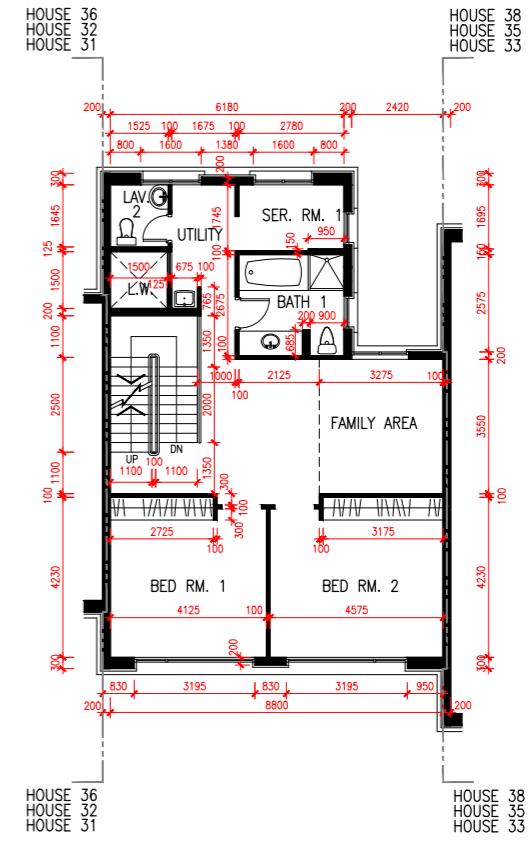 HOUSE 36
HOUSE 32
HOUSE 31
HOUSE 38
HOUSE 35
HOUSE 33
200 6180 200 2420 200
1525 100 1675 100 2780
800 1600 1380 1600 800
200
300
1645
125
1500
200
1100
2500
1100
100
4230
300
LAV.
2
UTILITY
1745
SER. RM. 1
950
150
100
1500 675 100
125
L.W.
765
2675
BATH 1
200 900
685
1350
100
300
1695
150
2575
200
3550
100
4230
300
1000 2125 3275 100
100
2000
FAMILY AREA
UP
DN
100
1100 1100
1350
300
100
300
2725
100
3175
100
BED RM. 1
BED RM. 2
4125 100 4575
200
830 3195 830 3195 950
200 8800 200
HOUSE 36
HOUSE 32
HOUSE 31
HOUSE 38
HOUSE 35
HOUSE 33